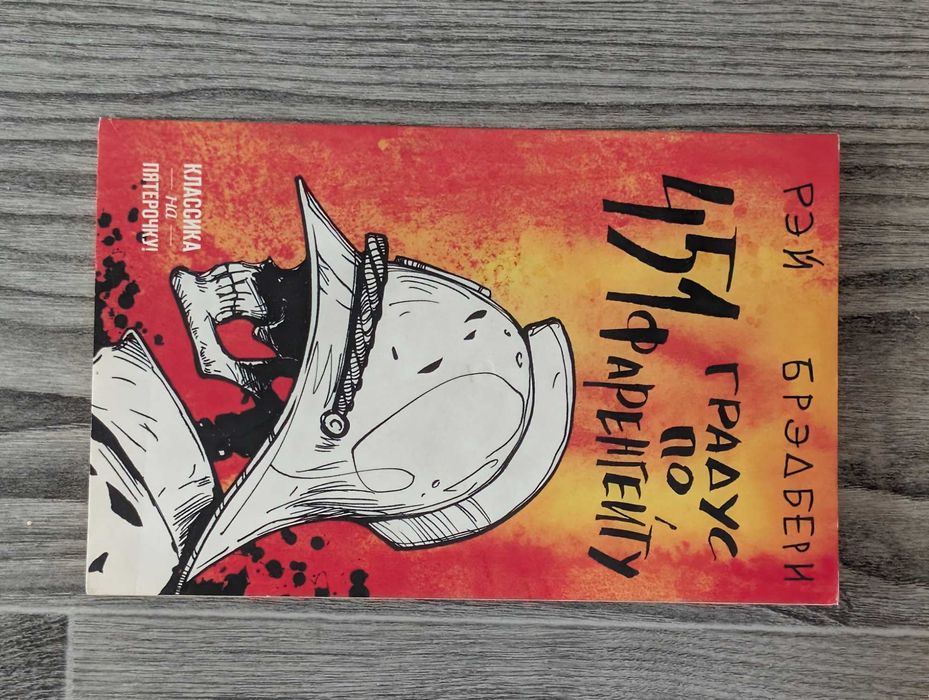 РЭЙ БРЭДБЕРИ
451 ГРАДУС
ПО
ФАРЕНГЕЙТУ
КЛАССИКА
на
ПЯТЕРОЧКУ!